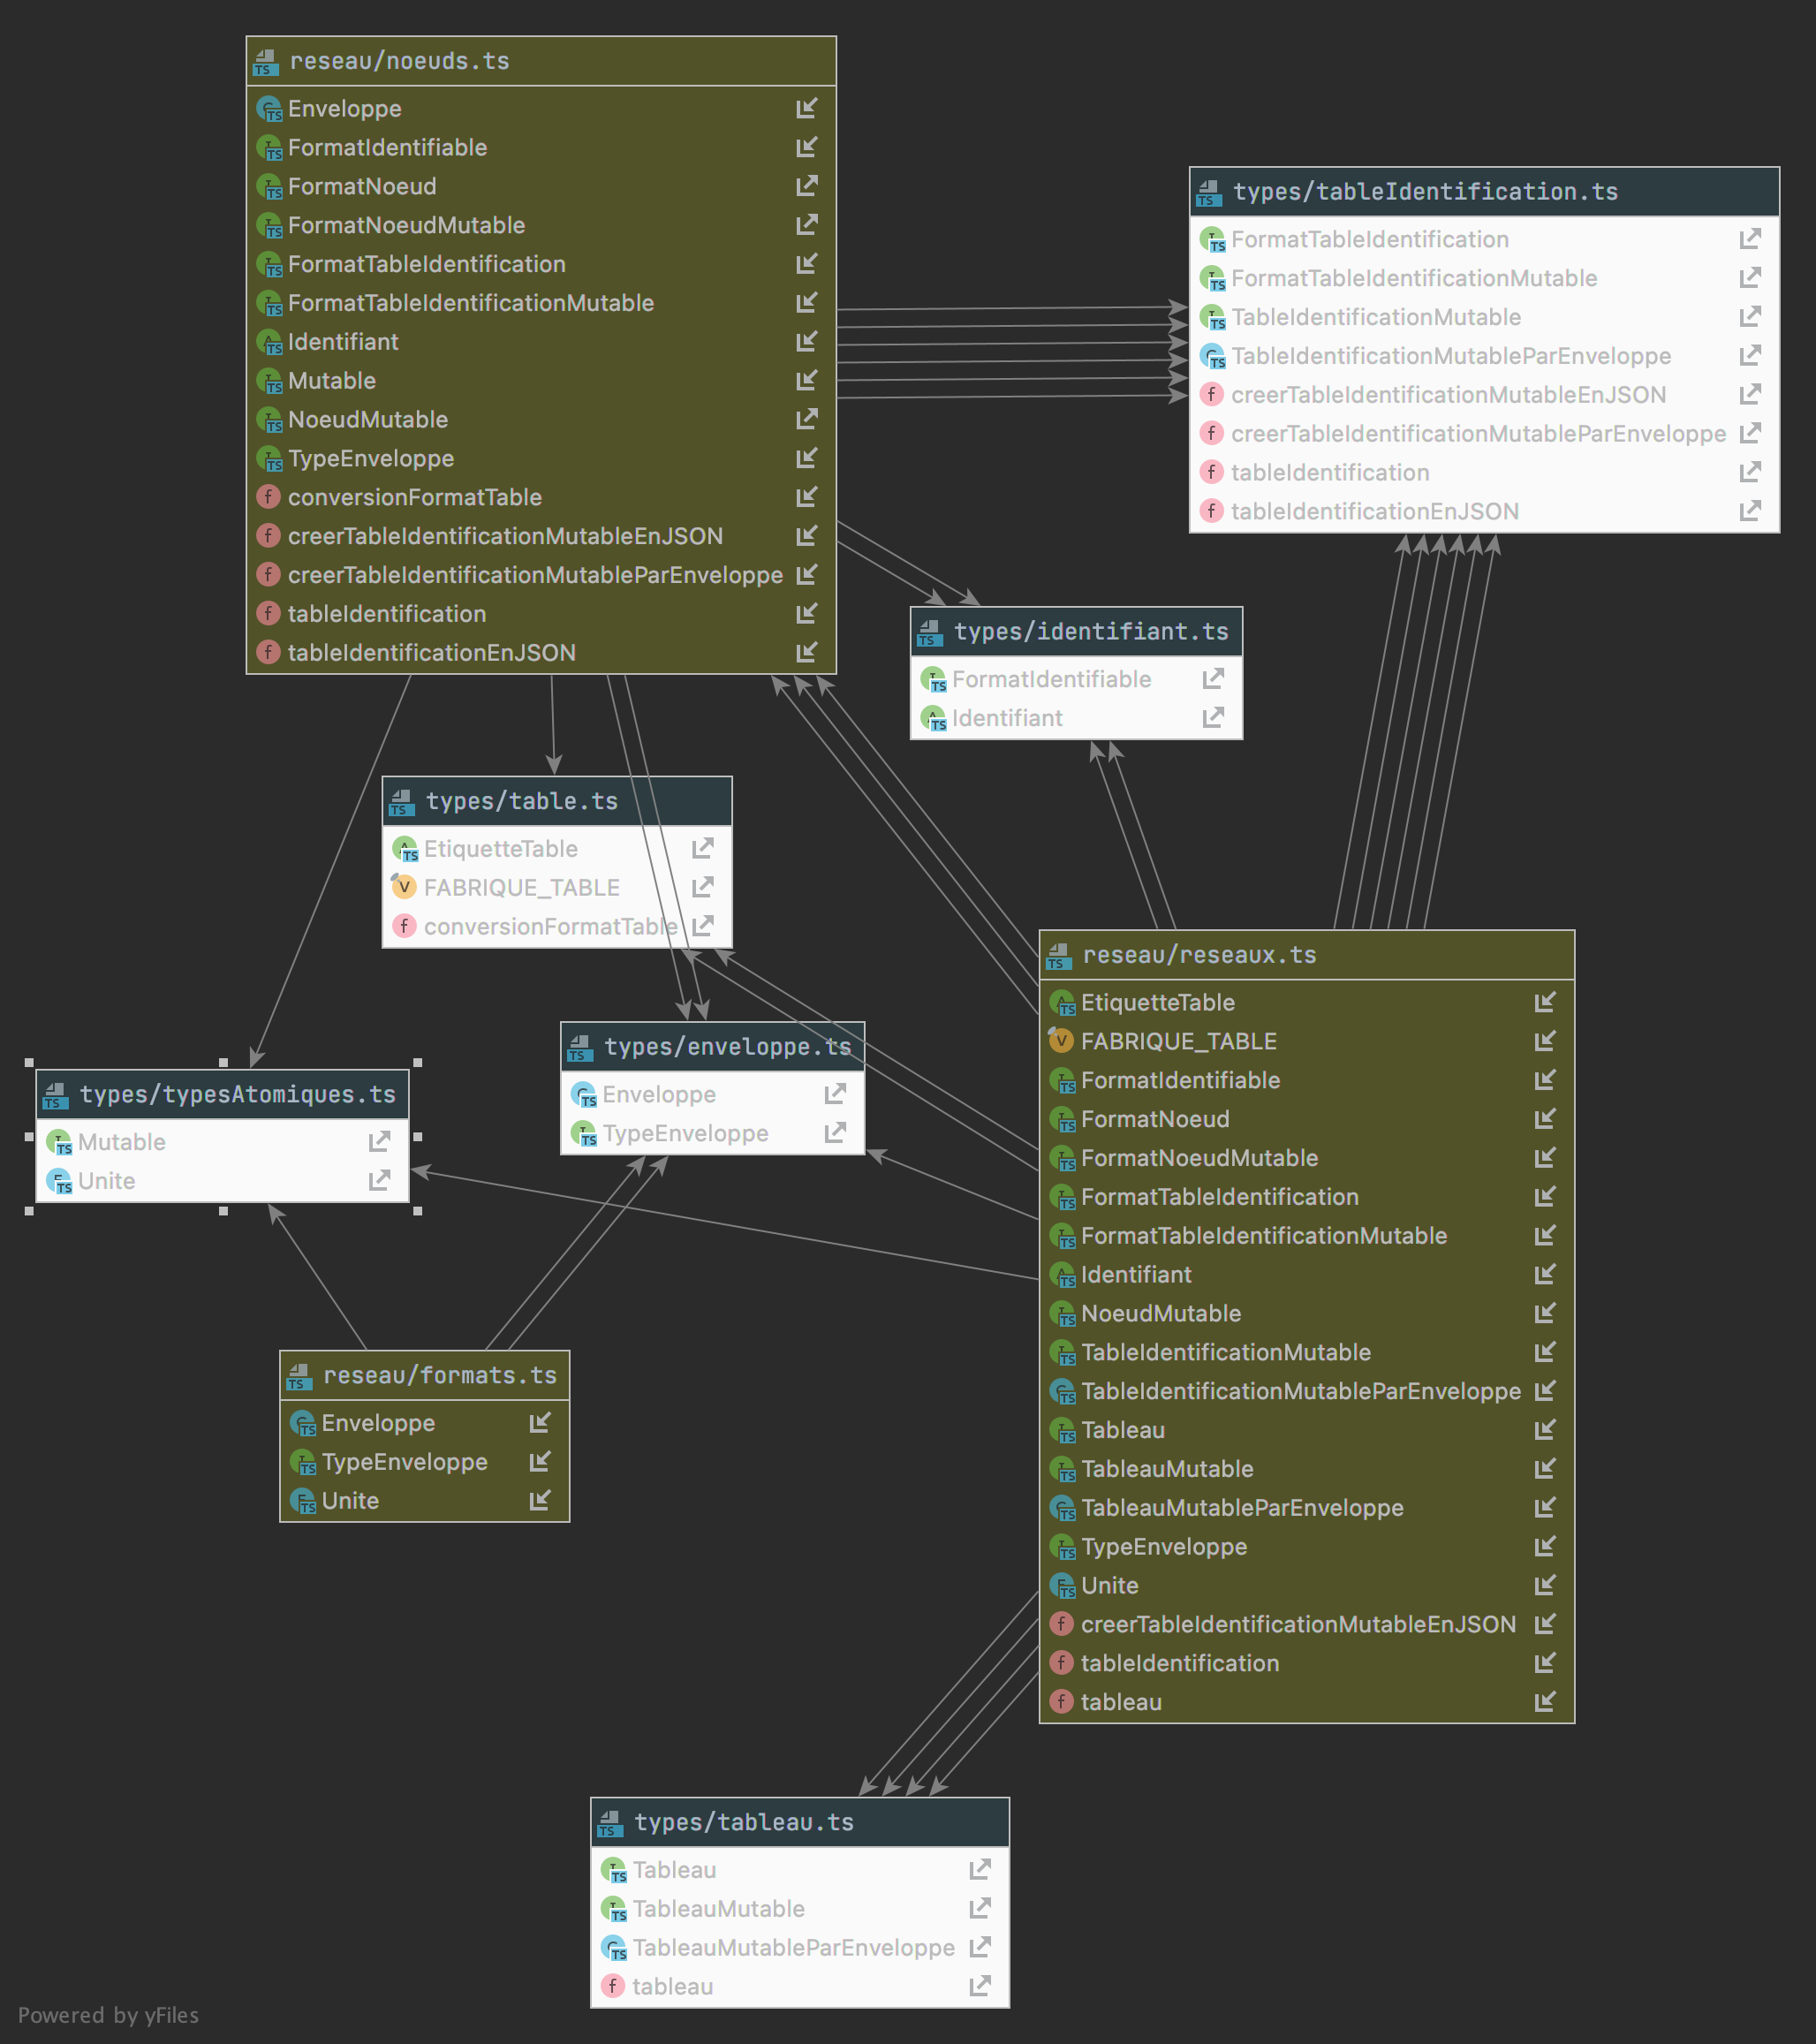 reseau/noeuds.ts
Enveloppe
FormatIdentifiable
FormatNoeud
FormatNoeudMutable
FormatTableIdentification
FormatTableIdentificationMutable
Identifiant
Mutable
NoeudMutable
TypeEnveloppe
conversionFormatTable
creerTableIdentificationMutableEnJSON
creerTableIdentificationMutableParEnveloppe
tableIdentification
tableIdentificationEnJSON
types/tableIdentification.ts
FormatTableIdentification
FormatTableIdentificationMutable
TableIdentificationMutable
TableIdentificationMutableParEnveloppe
creerTableIdentificationMutableEnJSON
creerTableIdentificationMutableParEnveloppe
tableIdentification
tableIdentificationEnJSON
types/identifiant.ts
FormatIdentifiable
Identifiant
types/table.ts
EtiquetteTable
FABRIQUE_TABLE
conversionFormatTable
types/enveloppe.ts
Enveloppe
TypeEnveloppe
types/typesAtomiques.ts
Mutable
Unite
reseau/reseaux.ts
EtiquetteTable
FABRIQUE_TABLE
FormatIdentifiable
FormatNoeud
FormatNoeudMutable
FormatTableIdentification
FormatTableIdentificationMutable
Identifiant
NoeudMutable
TableIdentificationMutable
TableIdentificationMutableParEnveloppe
Tableau
TableauMutable
TableauMutableParEnveloppe
TypeEnveloppe
Unite
creerTableIdentificationMutableEnJSON
tableIdentification
tableau
reseau/formats.ts
Enveloppe
TypeEnveloppe
Unite
types/tableau.ts
Tableau
TableauMutable
TableauMutableParEnveloppe
tableau
Powered by yFiles